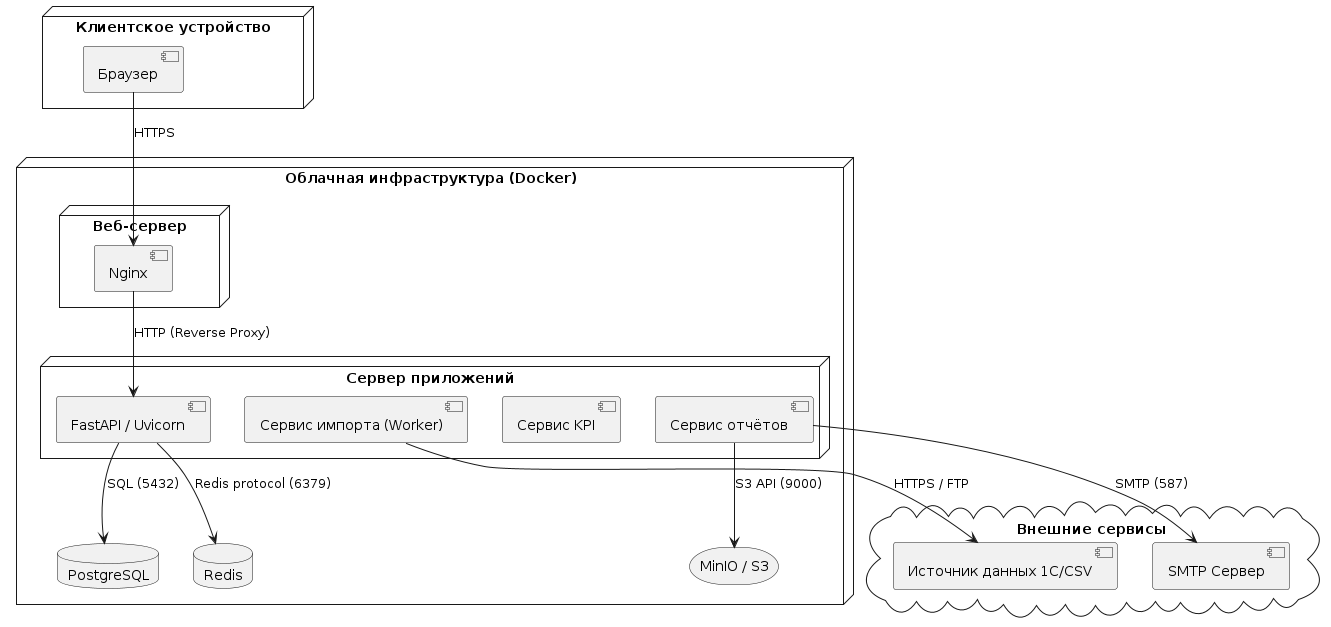 Клиентское устройство
Браузер
HTTPS
Облачная инфраструктура (Docker)
Веб-сервер
Nginx
HTTP (Reverse Proxy)
Сервер приложений
FastAPI / Uvicorn
Сервис импорта (Worker)
Сервис KPI
Сервис отчётов
SQL (5432)
Redis protocol (6379)
S3 API (9000)
HTTPS / FTP
SMTP (587)
Внешние сервисы
PostgreSQL
Redis
MinIO / S3
Источник данных 1С/CSV
SMTP Сервер